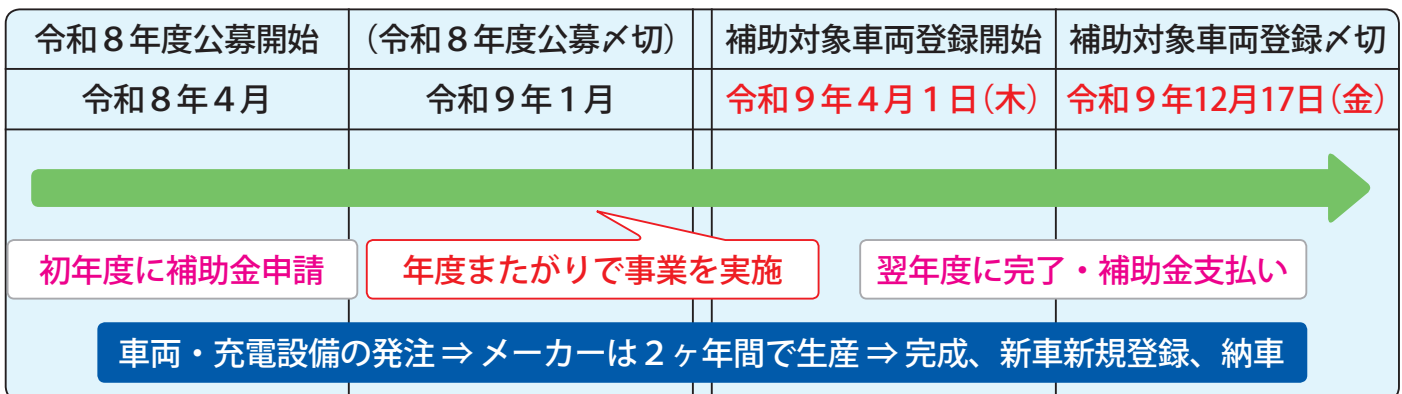 令和８年度公募開始
（令和８年度公募〆切）
補助対象車両登録開始
補助対象車両登録〆切
令和８年４月
令和９年１月
令和９年４月１日（木）
令和９年12月17日（金）
初年度に補助金申請
年度またがりで事業を実施
翌年度に完了・補助金支払い
車両・充電設備の発注⇒メーカーは２ヶ年間で生産⇒完成、新車新規登録、納車